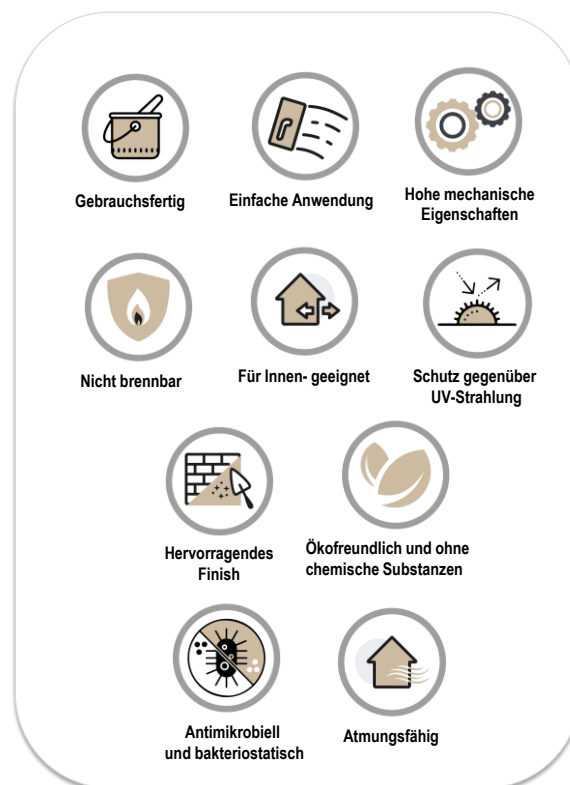 Gebrauchsfertig
Einfache Anwendung
Hohe mechanische
Eigenschaften
Nicht brennbar
Für Innen- geeignet
Schutz gegenüber
UV-Strahlung
Hervorragendes
Finish
Ökofreundlich und ohne
chemische Substanzen
Antimikrobiell
und bakteriostatisch
Atmungsfähig